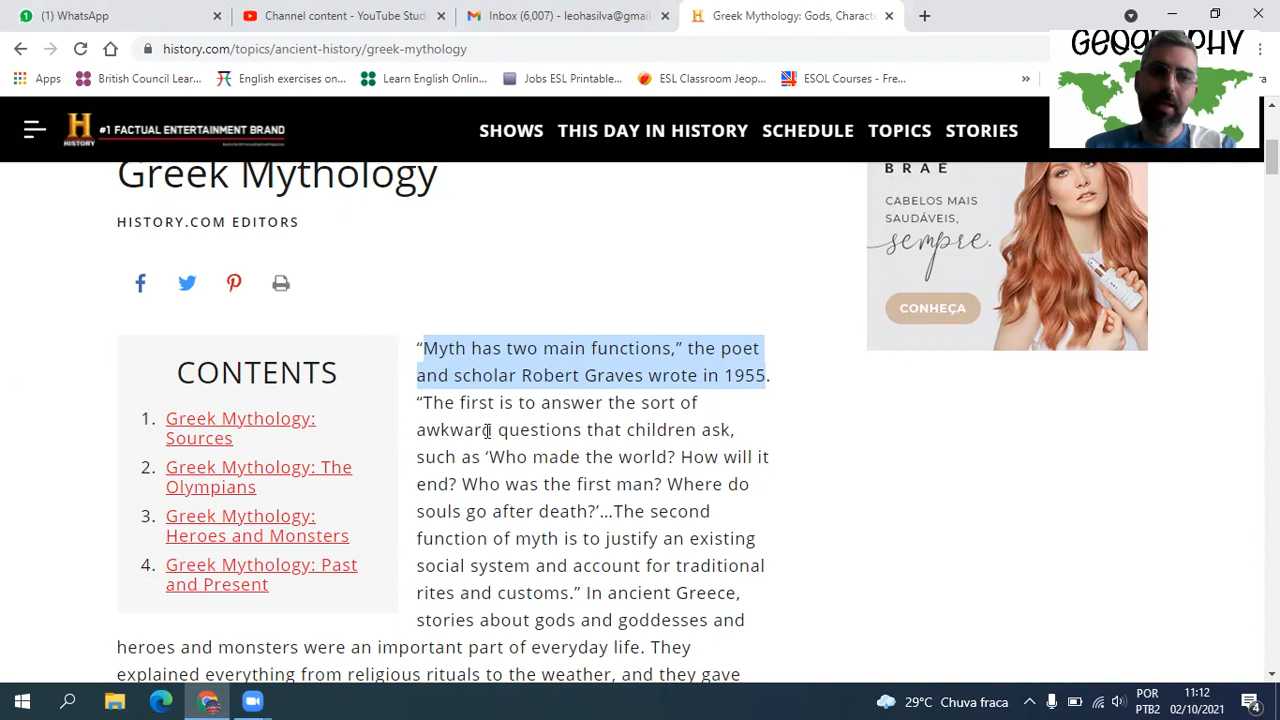 (1) WhatsApp
Channel content - YouTube Stud
Inbox (6,007) - leohasilva@gmail
Greek Mythology: Gods, Charact
history.com/topics/ancient-history/greek-mythology
GEOGRAPHY
Apps
British Council Lear...
English exercises on...
Learn English Onlin...
Jobs ESL Printable...
ESL Classroom Jeop...
ESOL Courses - Fre...
»
H
HISTORY
#1 FACTUAL ENTERTAINMENT BRAND
SHOWS
THIS DAY IN HISTORY
SCHEDULE
TOPICS
STORIES
Greek Mythology
HISTORY.COM EDITORS
BRAÉ
CABELOS MAIS
SAUDÁVEIS,
sempre.
CONHEÇA
CONTENTS
1. Greek Mythology:
Sources
2. Greek Mythology: The
Olympians
3. Greek Mythology:
Heroes and Monsters
4. Greek Mythology: Past
and Present
“Myth has two main functions,” the poet
and scholar Robert Graves wrote in 1955.
“The first is to answer the sort of
awkward questions that children ask,
such as ‘Who made the world? How will it
end? Who was the first man? Where do
souls go after death?’…The second
function of myth is to justify an existing
social system and account for traditional
rites and customs.” In ancient Greece,
stories about gods and goddesses and
heroes and monsters were an important part of everyday life. They
explained everything from religious rituals to the weather, and they gave
29°C Chuva fraca
POR
PTB2
11:12
02/10/2021
4